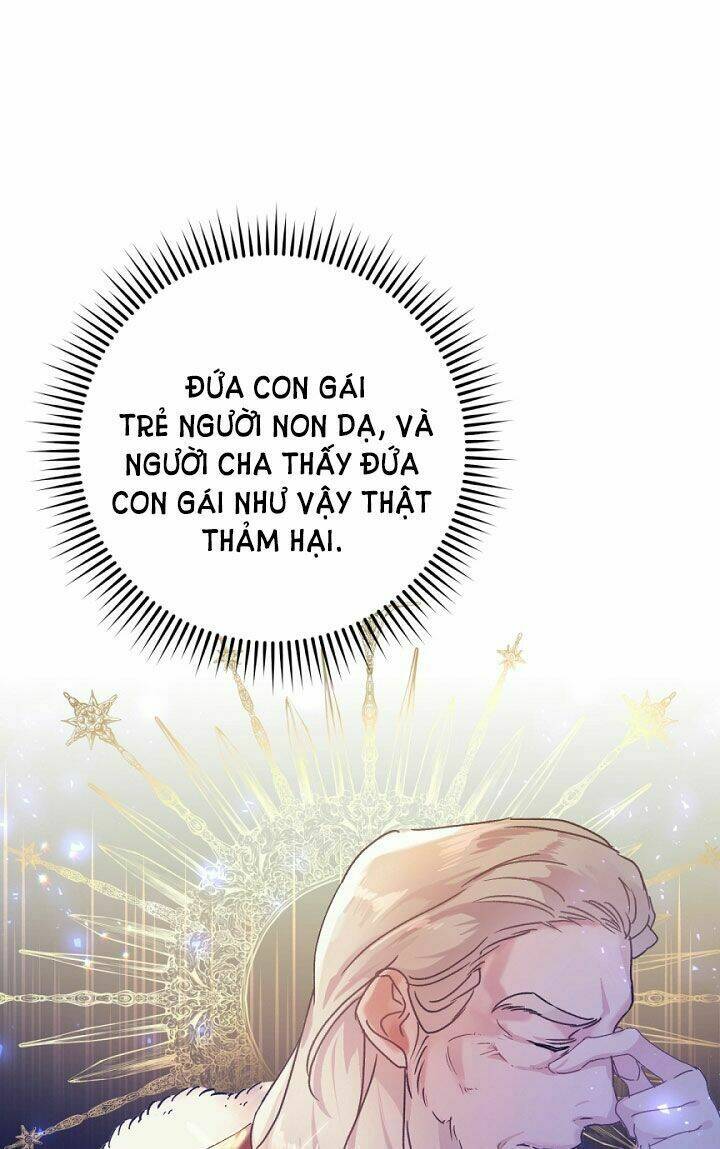 ĐỨA CON GÁI
TRẺ NGƯỜI NON DẠ, VÀ
NGƯỜI CHA THẤY ĐỨA
CON GÁI NHƯ VẬY THẬT
THẢM HẠI.